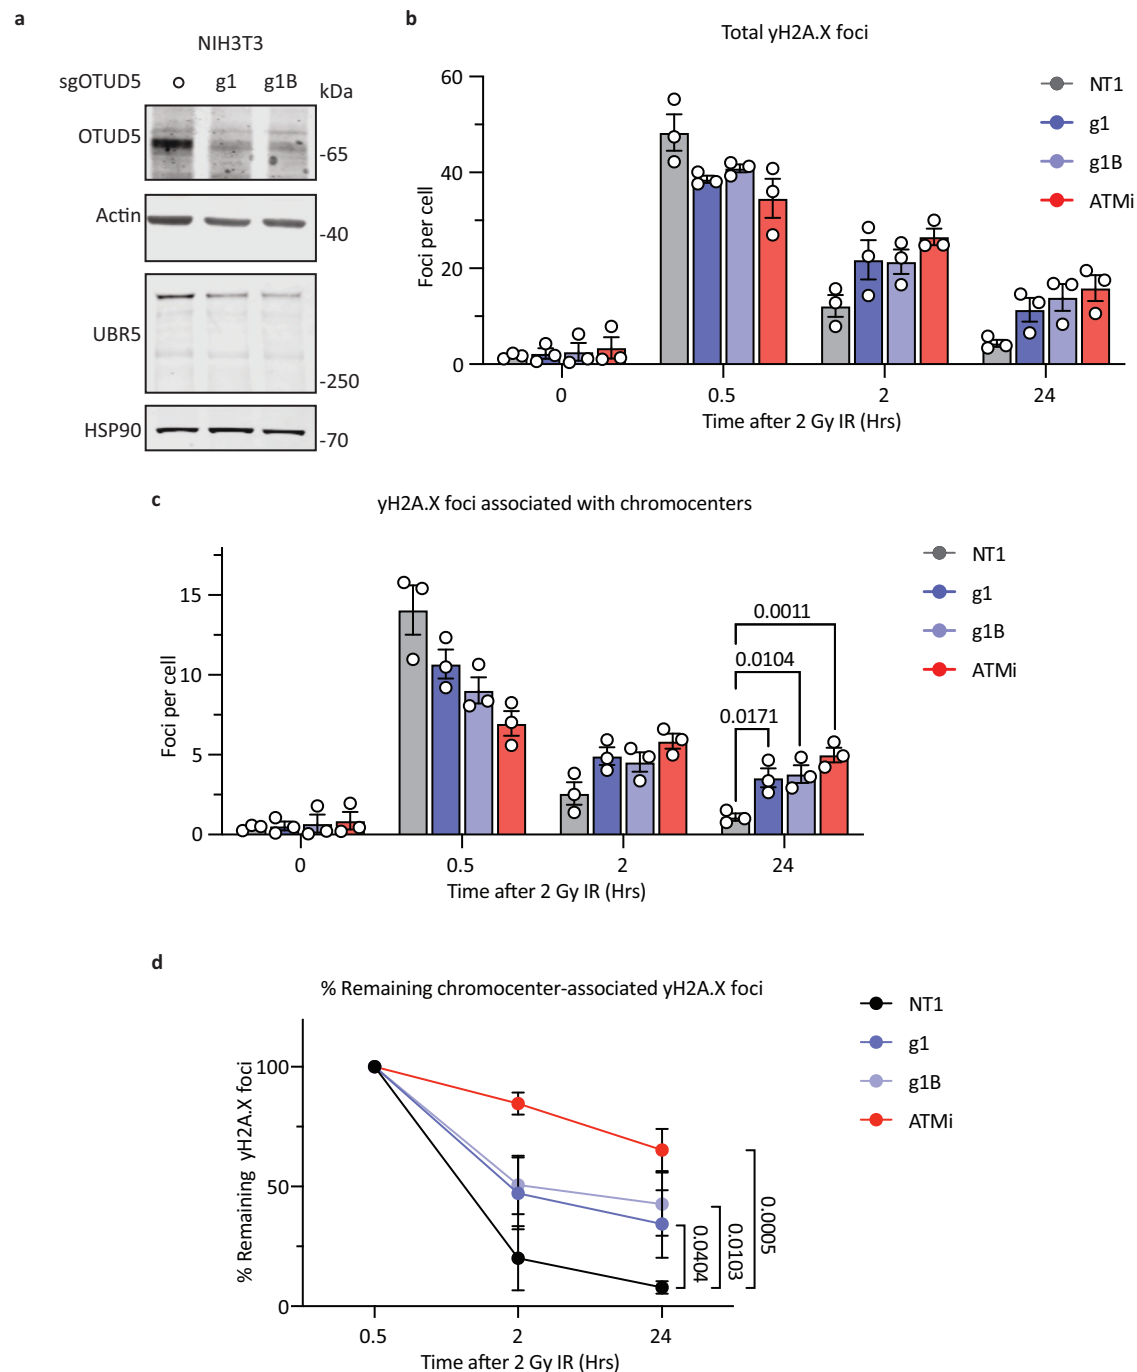 a
NIH3T3
sgOTUD5 g1 g1B
kDa
OTUD5
-65
Actin
-40
UBR5
-250
HSP90
-70
b
Total yH2A.X foci
Foci per cell
60
40
20
0
0 0.5 2 24
Time after 2 Gy IR (Hrs)
NT1
g1
g1B
ATMi
c
yH2A.X foci associated with chromocenters
Foci per cell
15
10
5
0
0.0011
0.0104
0.0171
0 0.5 2 24
Time after 2 Gy IR (Hrs)
NT1
g1
g1B
ATMi
d
% Remaining chromocenter-associated yH2A.X foci
% Remaining yH2A.X foci
100
50
0
0.0404
0.0103
0.0005
0.5 2 24
Time after 2 Gy IR (Hrs)
NT1
g1
g1B
ATMi